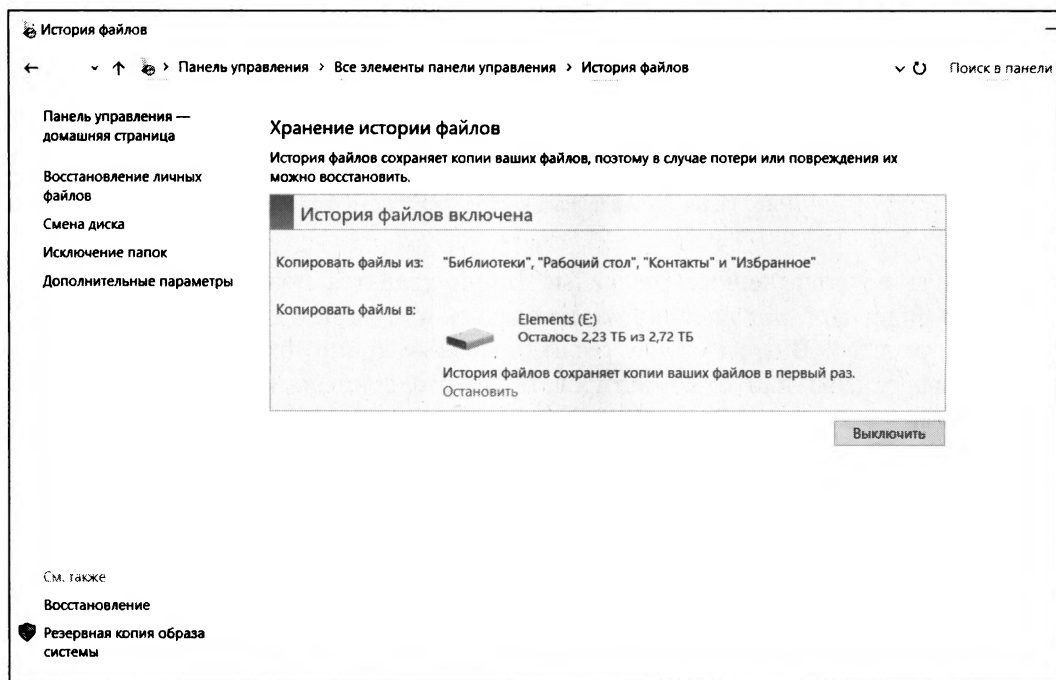 История файлов
Панель управления › Все элементы панели управления › История файлов
Поиск в панели
Панель управления —
домашняя страница
Восстановление личных
файлов
Смена диска
Исключение папок
Дополнительные параметры
Хранение истории файлов
История файлов сохраняет копии ваших файлов, поэтому в случае потери или повреждения их
можно восстановить.
История файлов включена
Копировать файлы из: "Библиотеки", "Рабочий стол", "Контакты" и "Избранное"
Копировать файлы в:
Elements (E:)
Осталось 2,23 ТБ из 2,72 ТБ
История файлов сохраняет копии ваших файлов в первый раз.
Остановить
Выключить
См. также
Восстановление
Резервная копия образа
системы